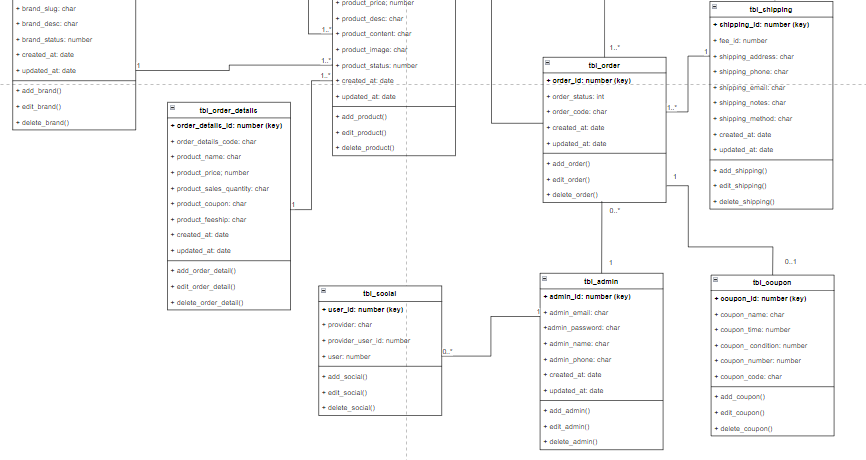 + brand_slug: char
+ brand_desc: char
+ brand_status: number
+ created_at: date
+ updated_at: date
+ add_brand()
+ edit_brand()
+ delete_brand()
1
+ product_price; number
+ product_desc: char
+ product_content: char
+ product_image: char
+ product_status: number
+ created_at: date
+ updated_at: date
+ add_product()
+ edit_product()
+ delete_product()
1..*
1..*
1..*
tbl_order_details
+ order_details_id: number (key)
+ order_details_code: char
+ product_name: char
+ product_price; number
+ product_sales_quantity: char
+ product_coupon: char
+ product_feeship: char
+ created_at: date
+ updated_at: date
+ add_order_detail()
+ edit_order_detail()
+ delete_order_detail()
1
1..*
tbl_order
+ order_id: number (key)
+ order_status: int
+ order_code: char
+ created_at: date
+ updated_at: date
+ add_order()
+ edit_order()
+ delete_order()
1..*
1
tbl_shipping
+ shipping_id: number (key)
+ fee_id: number
+ shipping_address: char
+ shipping_phone: char
+ shipping_email: char
+ shipping_notes: char
+ shipping_method: char
+ created_at: date
+ updated_at: date
+ add_shipping()
+ edit_shipping()
+ delete_shipping()
1
0..*
1
0..1
tbl_social
+ user_id: number (key)
+ provider: char
+ provider_user_id: number
+ user: number
+ add_social()
+ edit_social()
+ delete_social()
0..*
1
tbl_admin
+ admin_id: number (key)
+ admin_email: char
+admin_password: char
+ admin_name: char
+ admin_phone: char
+ created_at: date
+ updated_at: date
+ add_admin()
+ edit_admin()
+ delete_admin()
tbl_coupon
+ coupon_id: number (key)
+ coupon_name: char
+ coupon_time: number
+ coupon_ condition: number
+ coupon_number: number
+ coupon_code: char
+ add_coupon()
+ edit_coupon()
+ delete_coupon()